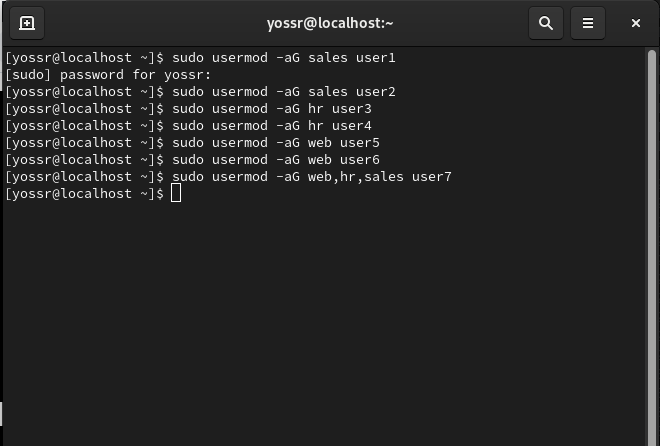 yossr@localhost:~
[yossr@localhost ~]$ sudo usermod -aG sales user1
[sudo] password for yossr:
[yossr@localhost ~]$ sudo usermod -aG sales user2
[yossr@localhost ~]$ sudo usermod -aG hr user3
[yossr@localhost ~]$ sudo usermod -aG hr user4
[yossr@localhost ~]$ sudo usermod -aG web user5
[yossr@localhost ~]$ sudo usermod -aG web user6
[yossr@localhost ~]$ sudo usermod -aG web,hr,sales user7
[yossr@localhost ~]$